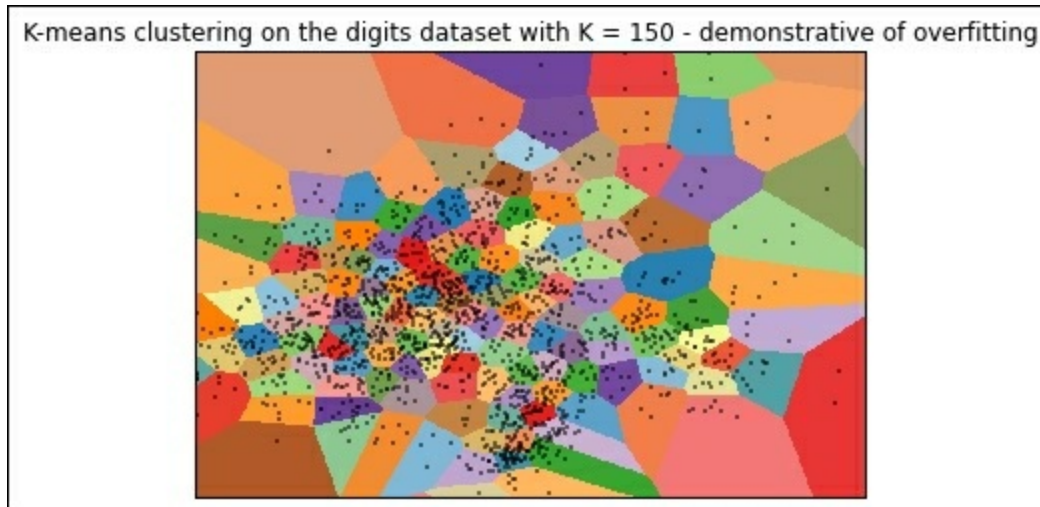 K-means clustering on the digits dataset with K = 150 - demonstrative of overfitting